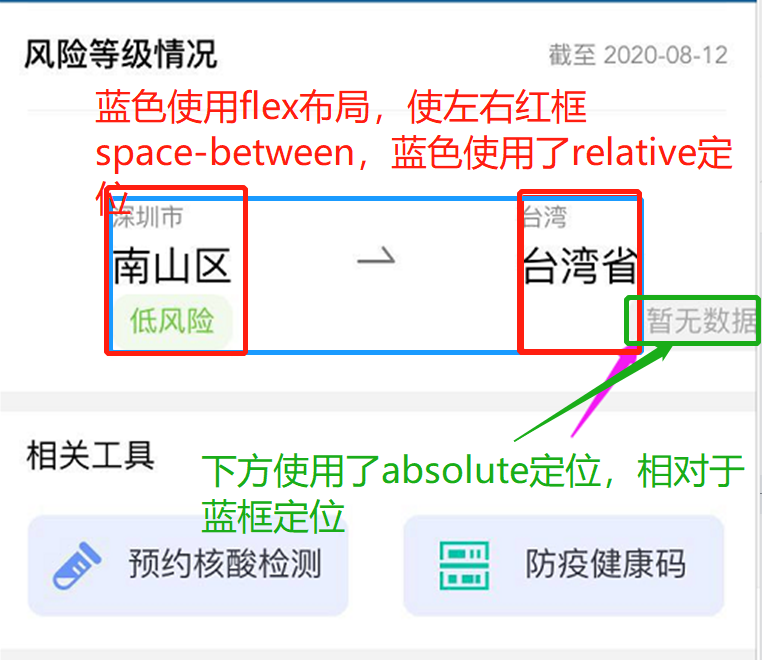 风险等级情况
截至 2020-08-12
蓝色使用flex布局，使左右红框
space-between，蓝色使用了relative定
位
深圳市
台湾
南山区
台湾省
低风险
暂无数据
相关工具
下方使用了absolute定位，相对于
蓝框定位
预约核酸检测
防疫健康码